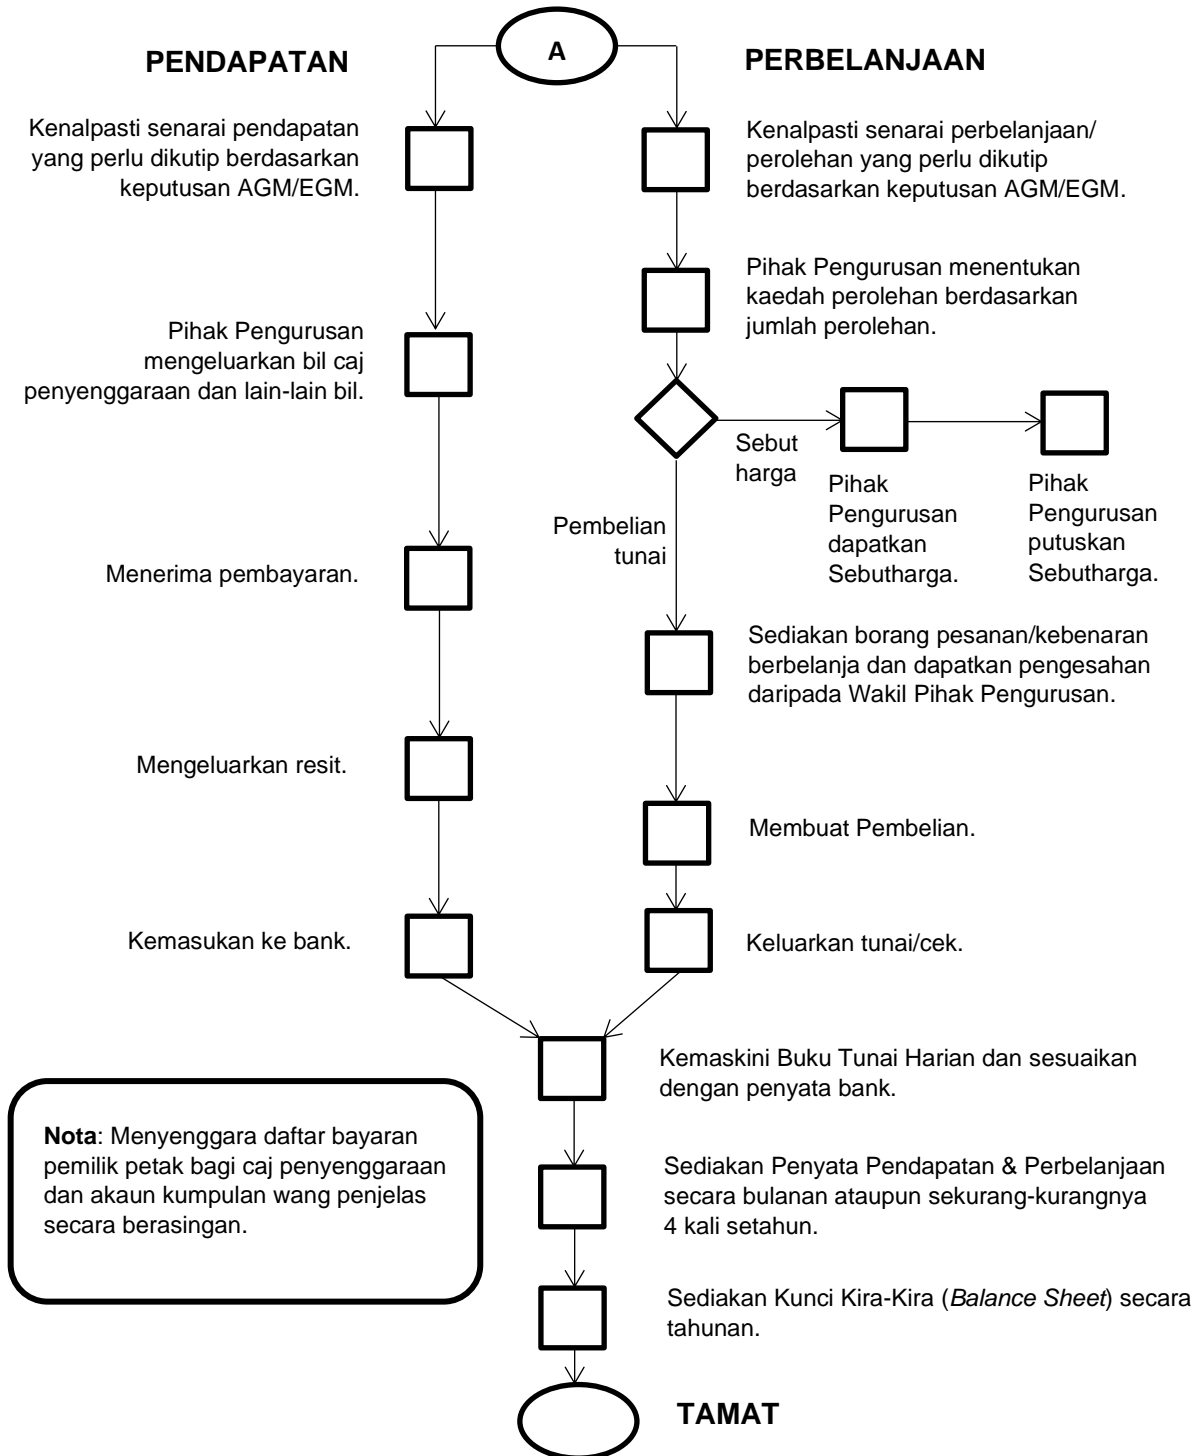 A
PENDAPATAN
Kenalpasti senarai pendapatan
yang perlu dikutip berdasarkan
keputusan AGM/EGM.
Pihak Pengurusan
mengeluarkan bil caj
penyenggaraan dan lain-lain bil.
Menerima pembayaran.
Mengeluarkan resit.
Kemasukan ke bank.
PERBELANJAAN
Kenalpasti senarai perbelanjaan/
perolehan yang perlu dikutip
berdasarkan keputusan AGM/EGM.
Pihak Pengurusan menentukan
kaedah perolehan berdasarkan
jumlah perolehan.
Sebut
harga
Pihak
Pengurusan
dapatkan
Sebutharga.
Pihak
Pengurusan
putuskan
Sebutharga.
Pembelian
tunai
Sediakan borang pesanan/kebenaran
berbelanja dan dapatkan pengesahan
daripada Wakil Pihak Pengurusan.
Membuat Pembelian.
Keluarkan tunai/cek.
Kemaskini Buku Tunai Harian dan sesuaikan
dengan penyata bank.
Nota: Menyenggara daftar bayaran
pemilik petak bagi caj penyenggaraan
dan akaun kumpulan wang penjelas
secara berasingan.
Sediakan Penyata Pendapatan & Perbelanjaan
secara bulanan ataupun sekurang-kurangnya
4 kali setahun.
Sediakan Kunci Kira-Kira (Balance Sheet) secara
tahunan.
TAMAT